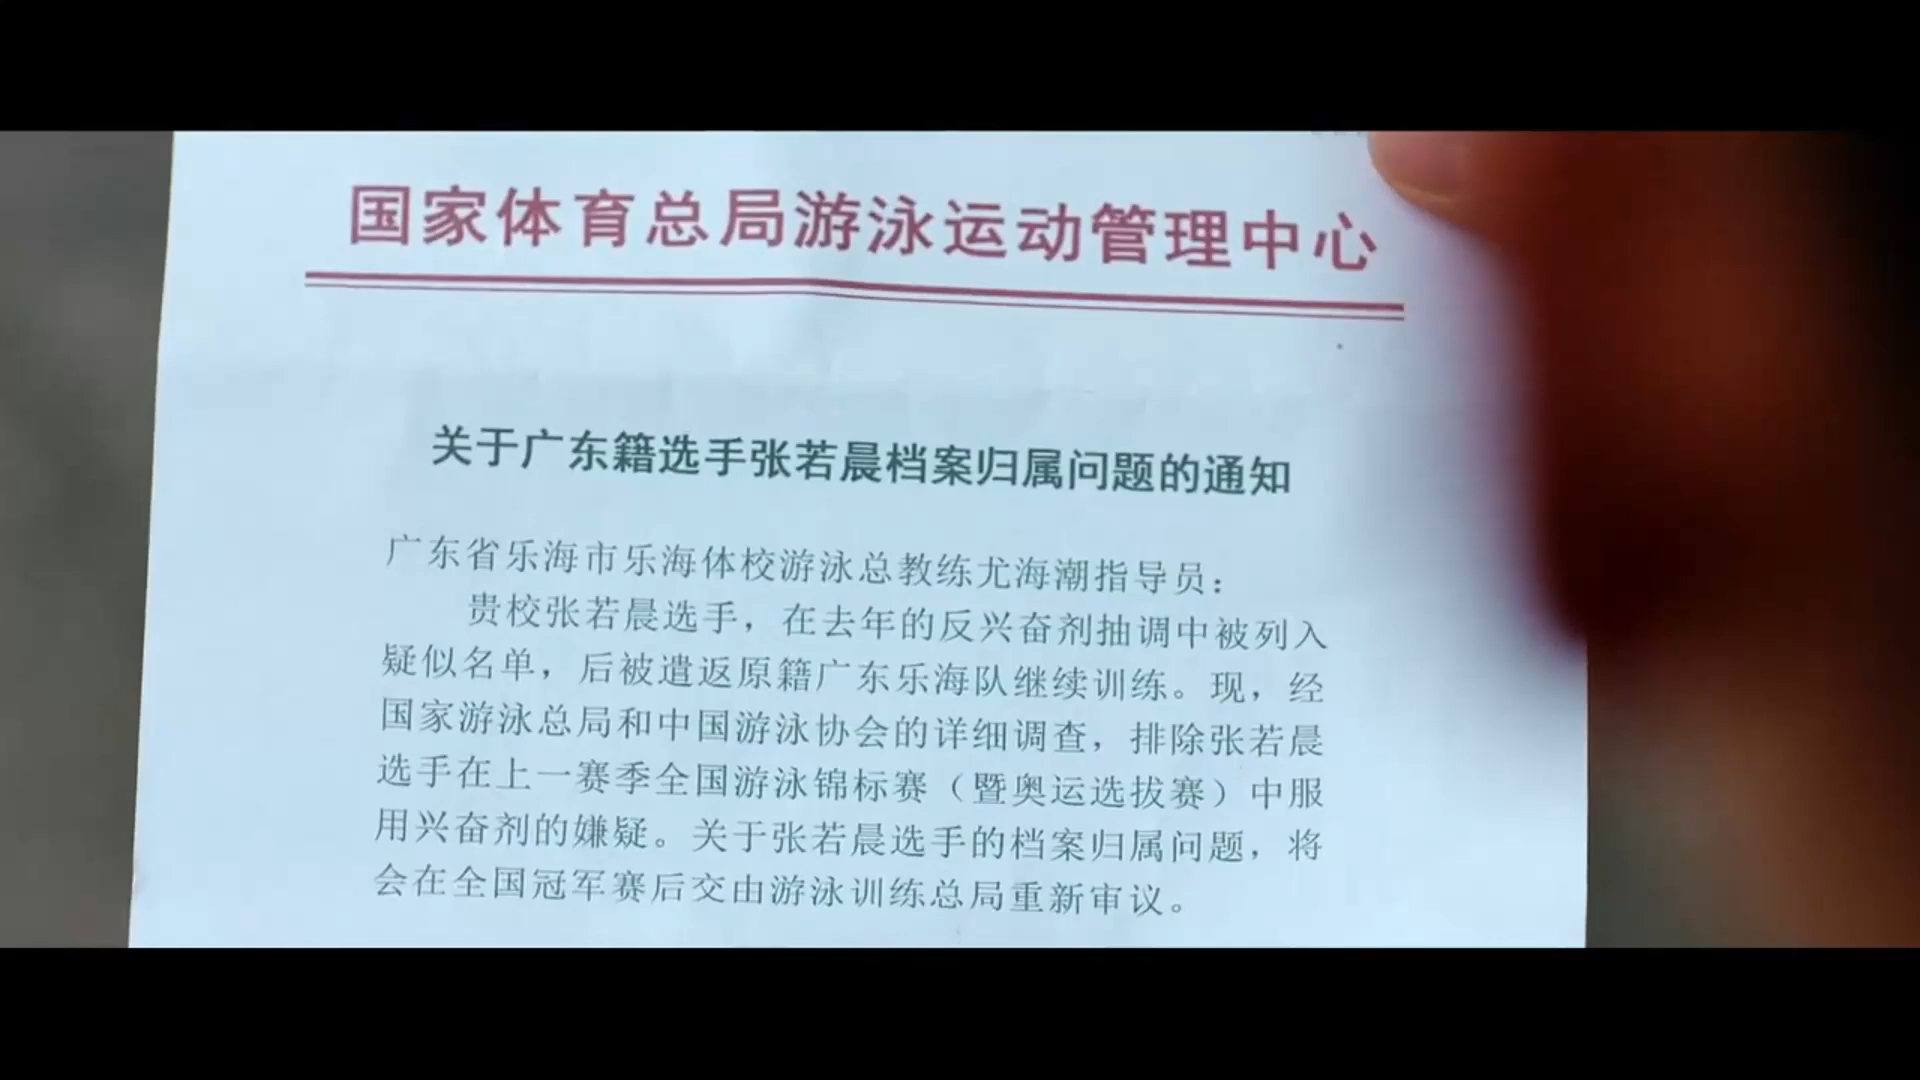 国家体育总局游泳运动管理中心
关于广东籍选手张若晨档案归属问题的通知
广东省乐海市乐海体校游泳总教练尤海潮指导员：
贵校张若晨选手，在去年的反兴奋剂抽调中被列入
疑似名单，后被遣返原籍广东乐海队继续训练。现，经
国家游泳总局和中国游泳协会的详细调查，排除张若晨
选手在上一赛季全国游泳锦标赛（暨奥运选拔赛）中服
用兴奋剂的嫌疑。关于张若晨选手的档案归属问题，将
会在全国冠军赛后交由游泳训练总局重新审议。